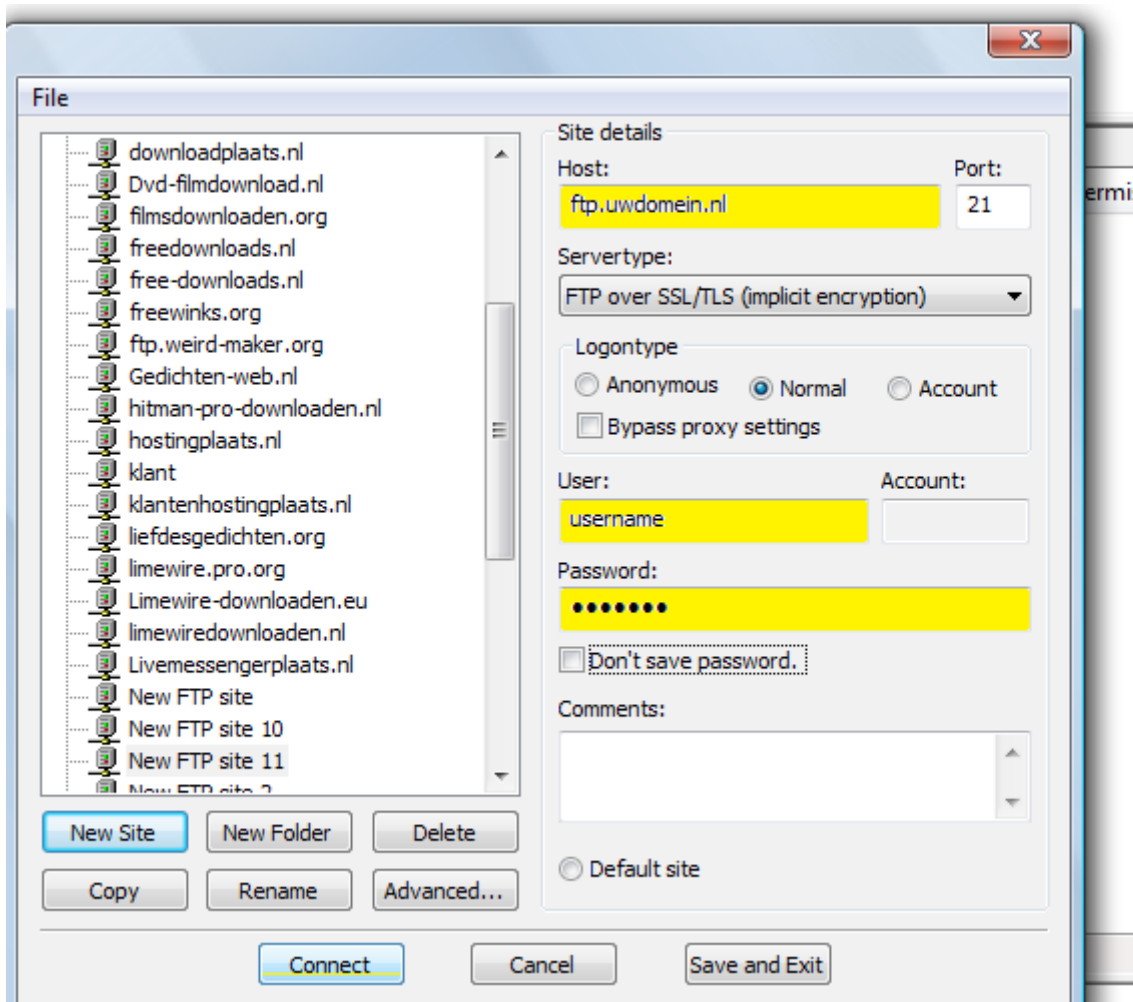 File
downloadplaats.nl
Dvd-filmdownload.nl
filmsdownloaden.org
freedownloads.nl
free-downloads.nl
freewinks.org
ftp.weird-maker.org
Gedichten-web.nl
hitman-pro-downloaden.nl
hostingplaats.nl
klant
klantenhostingplaats.nl
liefdesgedichten.org
limewire.pro.org
Limewire-downloaden.eu
limewiredownloaden.nl
Livemessengerplaats.nl
New FTP site
New FTP site 10
New FTP site 11
New FTP site 2
New Site New Folder Delete
Copy Rename Advanced...
Site details
Host: Port:
ftp.uwdomein.nl 21
Servertype:
FTP over SSL/TLS (implicit encryption)
Logontype
Anonymous Normal Account
Bypass proxy settings
User: Account:
username
Password:
•••••••
Don't save password.
Comments:
Default site
Connect Cancel Save and Exit